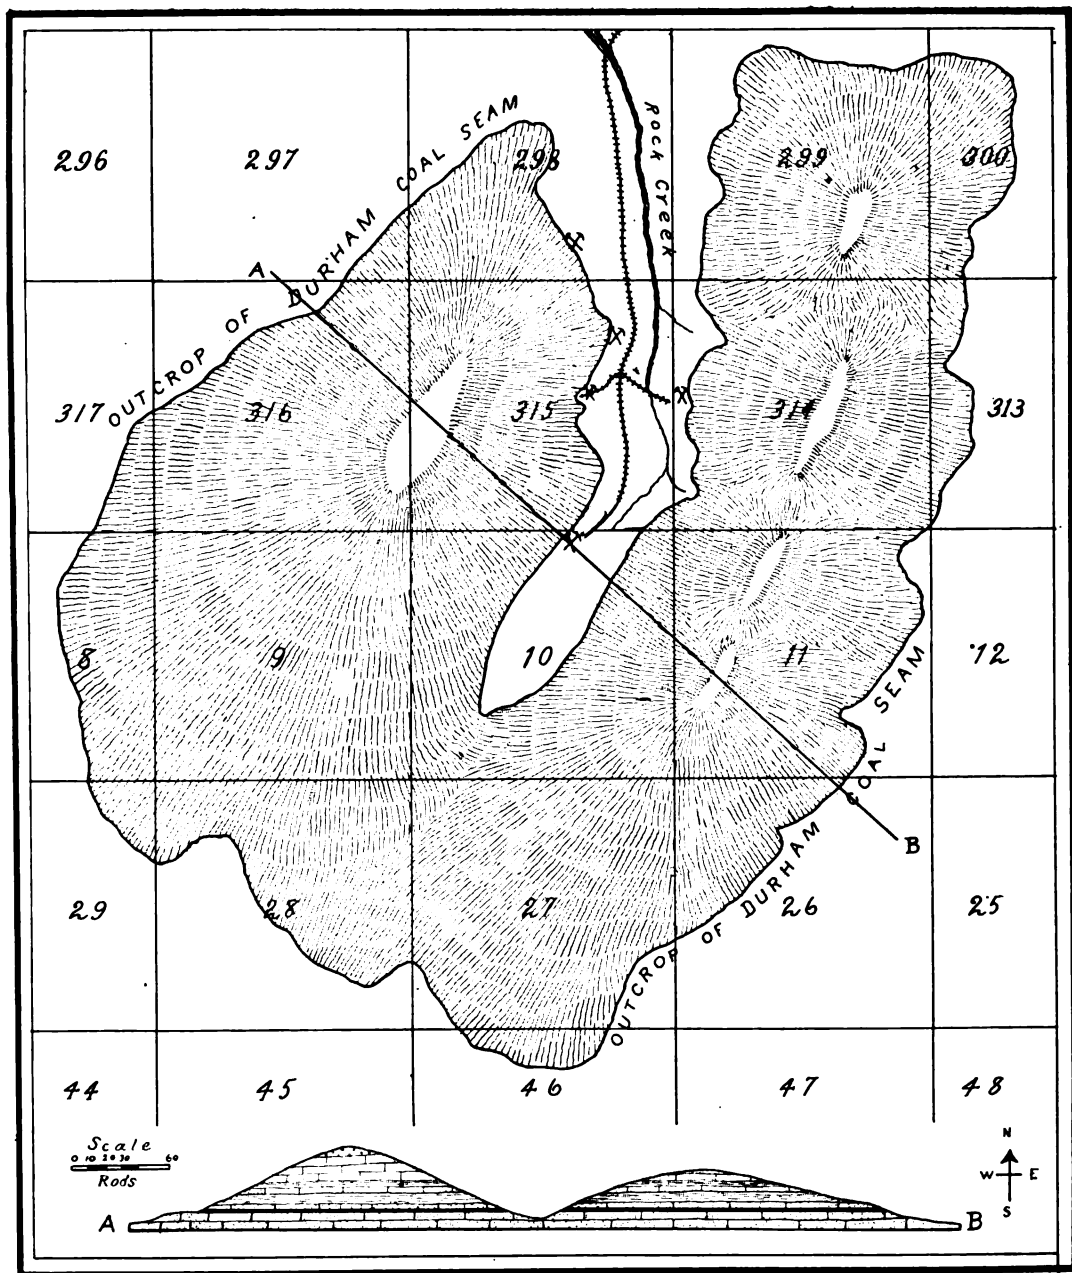 296 297 298 299 300
OUTCROP OF DURHAM COAL SEAM
Rock Creek
A
317 316 315 314 313
8 9 10 11 12
OUTCROP OF DURHAM COAL SEAM
B
29 28 27 26 25
44 45 46 47 48
Scale
0 10 20 30 60
Rods
N
W E
S
A B